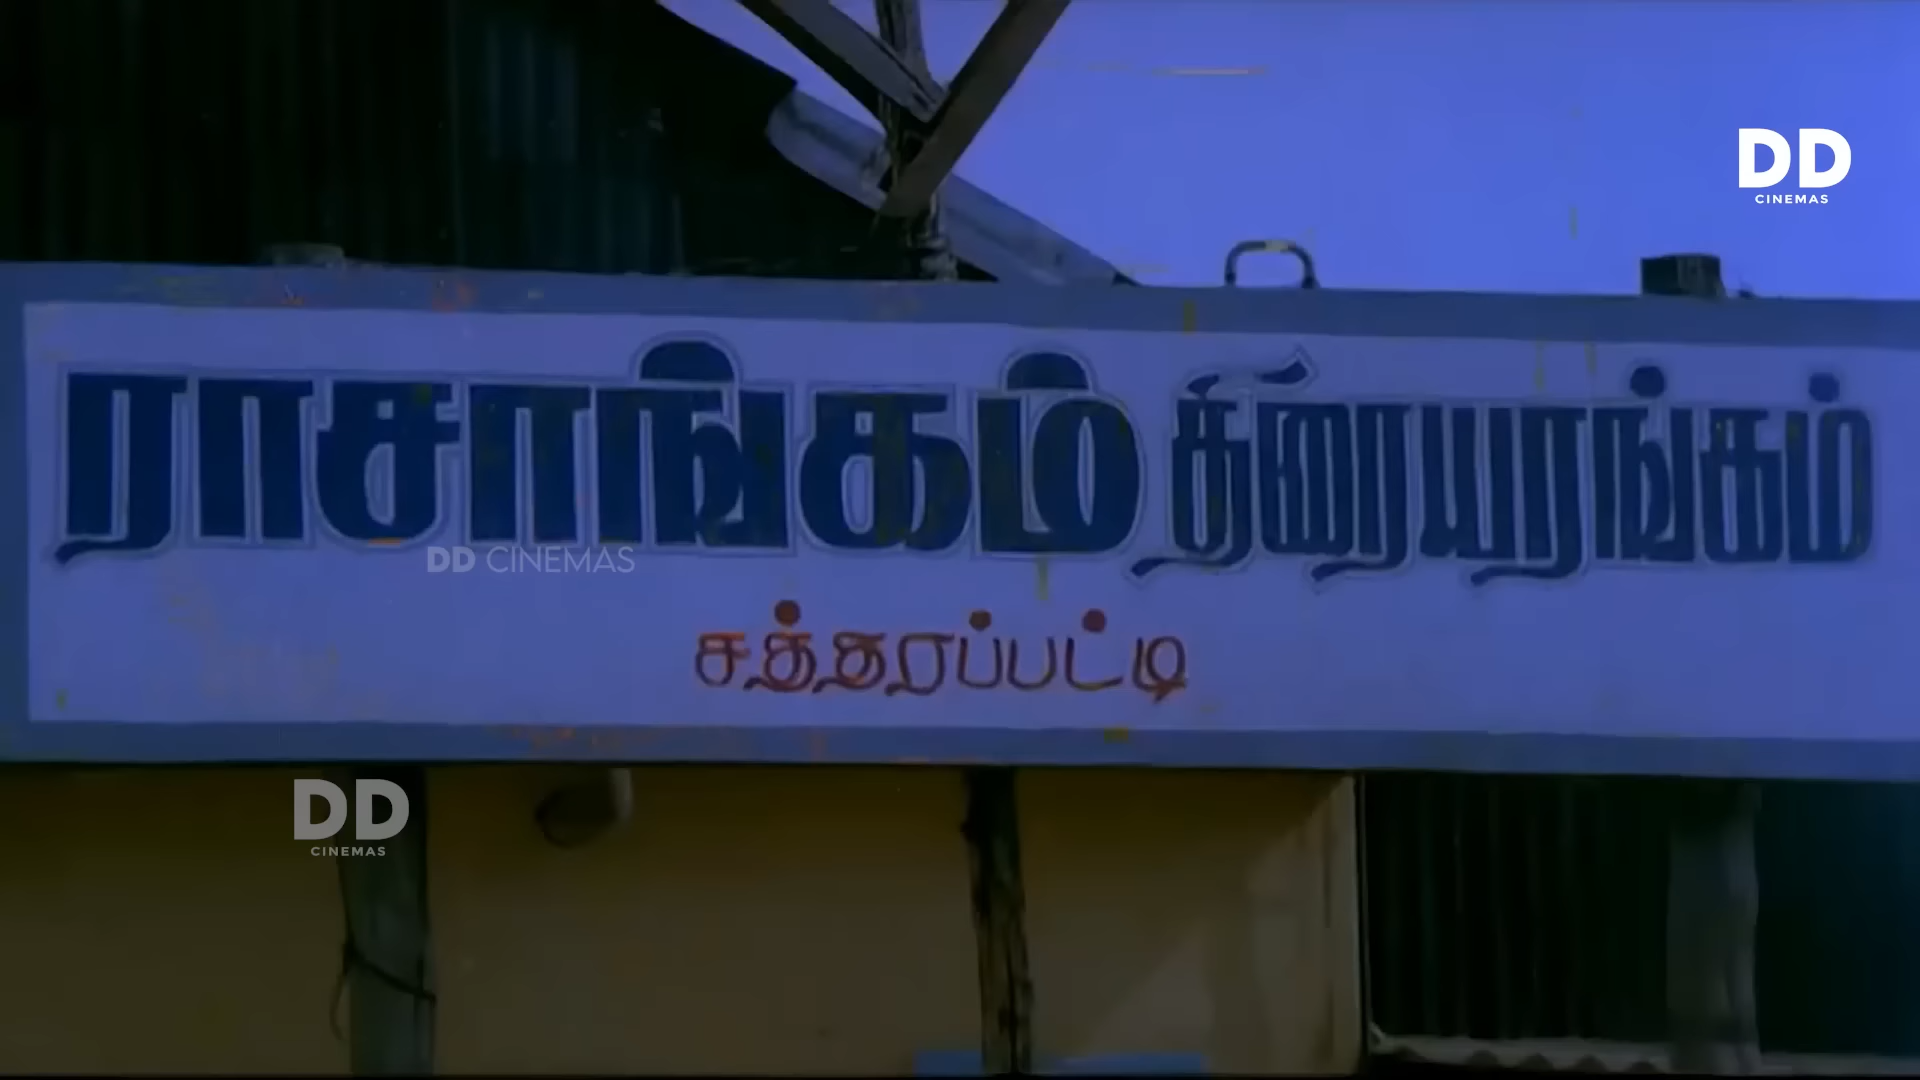 DD
CINEMAS
ராசாங்கம் திரையரங்கம்
DD CINEMAS
சத்தரப்பட்டி
DD
CINEMAS